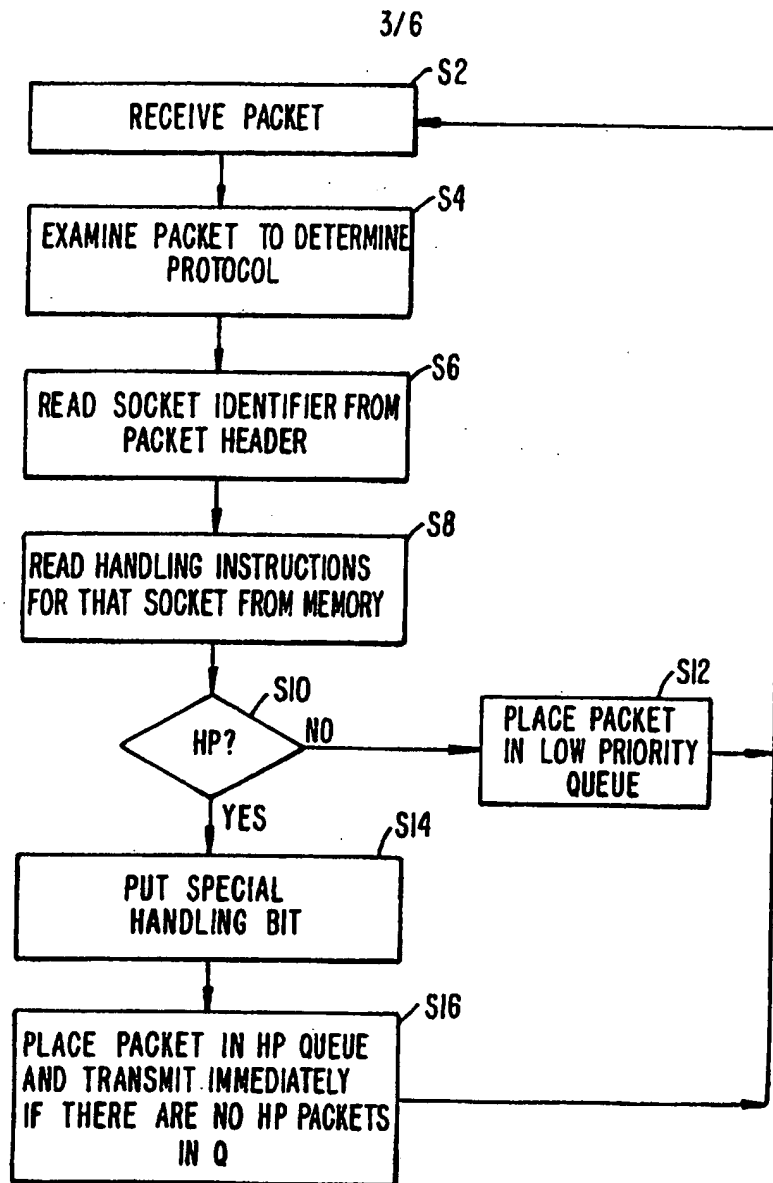 3/6
S2
RECEIVE PACKET
S4
EXAMINE PACKET TO DETERMINE
PROTOCOL
S6
READ SOCKET IDENTIFIER FROM
PACKET HEADER
S8
READ HANDLING INSTRUCTIONS
FOR THAT SOCKET FROM MEMORY
S10
HP?
NO
S12
PLACE PACKET
IN LOW PRIORITY
QUEUE
YES
S14
PUT SPECIAL
HANDLING BIT
S16
PLACE PACKET IN HP QUEUE
AND TRANSMIT IMMEDIATELY
IF THERE ARE NO HP PACKETS
IN Q